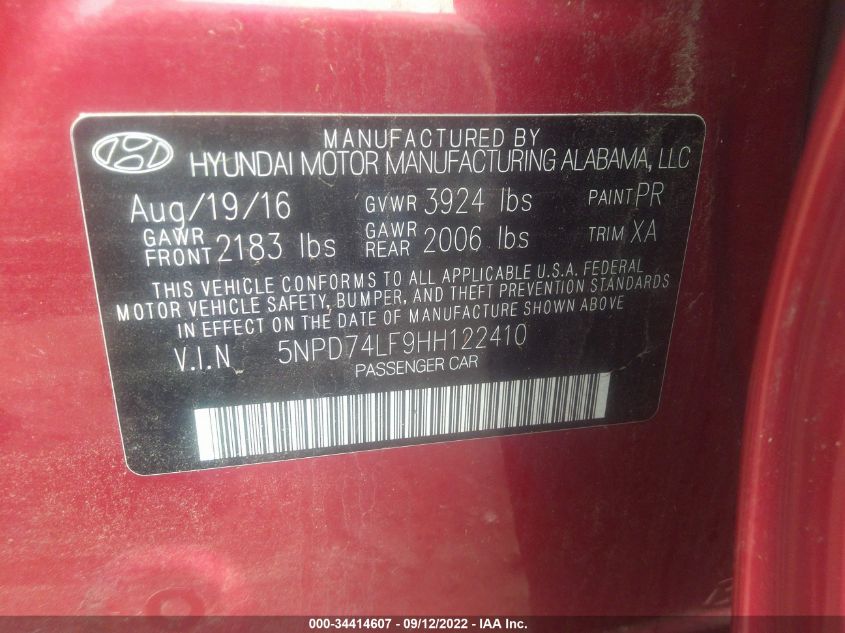 MANUFACTURED BY
HYUNDAI MOTOR MANUFACTURING ALABAMA, LLC
Aug/19/16 GVWR 3924 lbs PAINT PR
GAWR FRONT 2183 lbs GAWR REAR 2006 lbs TRIM XA
THIS VEHICLE CONFORMS TO ALL APPLICABLE U.S.A. FEDERAL
MOTOR VEHICLE SAFETY, BUMPER, AND THEFT PREVENTION STANDARDS
IN EFFECT ON THE DATE OF MANUFACTURE SHOWN ABOVE
V.I.N 5NPD74LF9HH122410
PASSENGER CAR
000-34414607 - 09/12/2022 - IAA Inc.